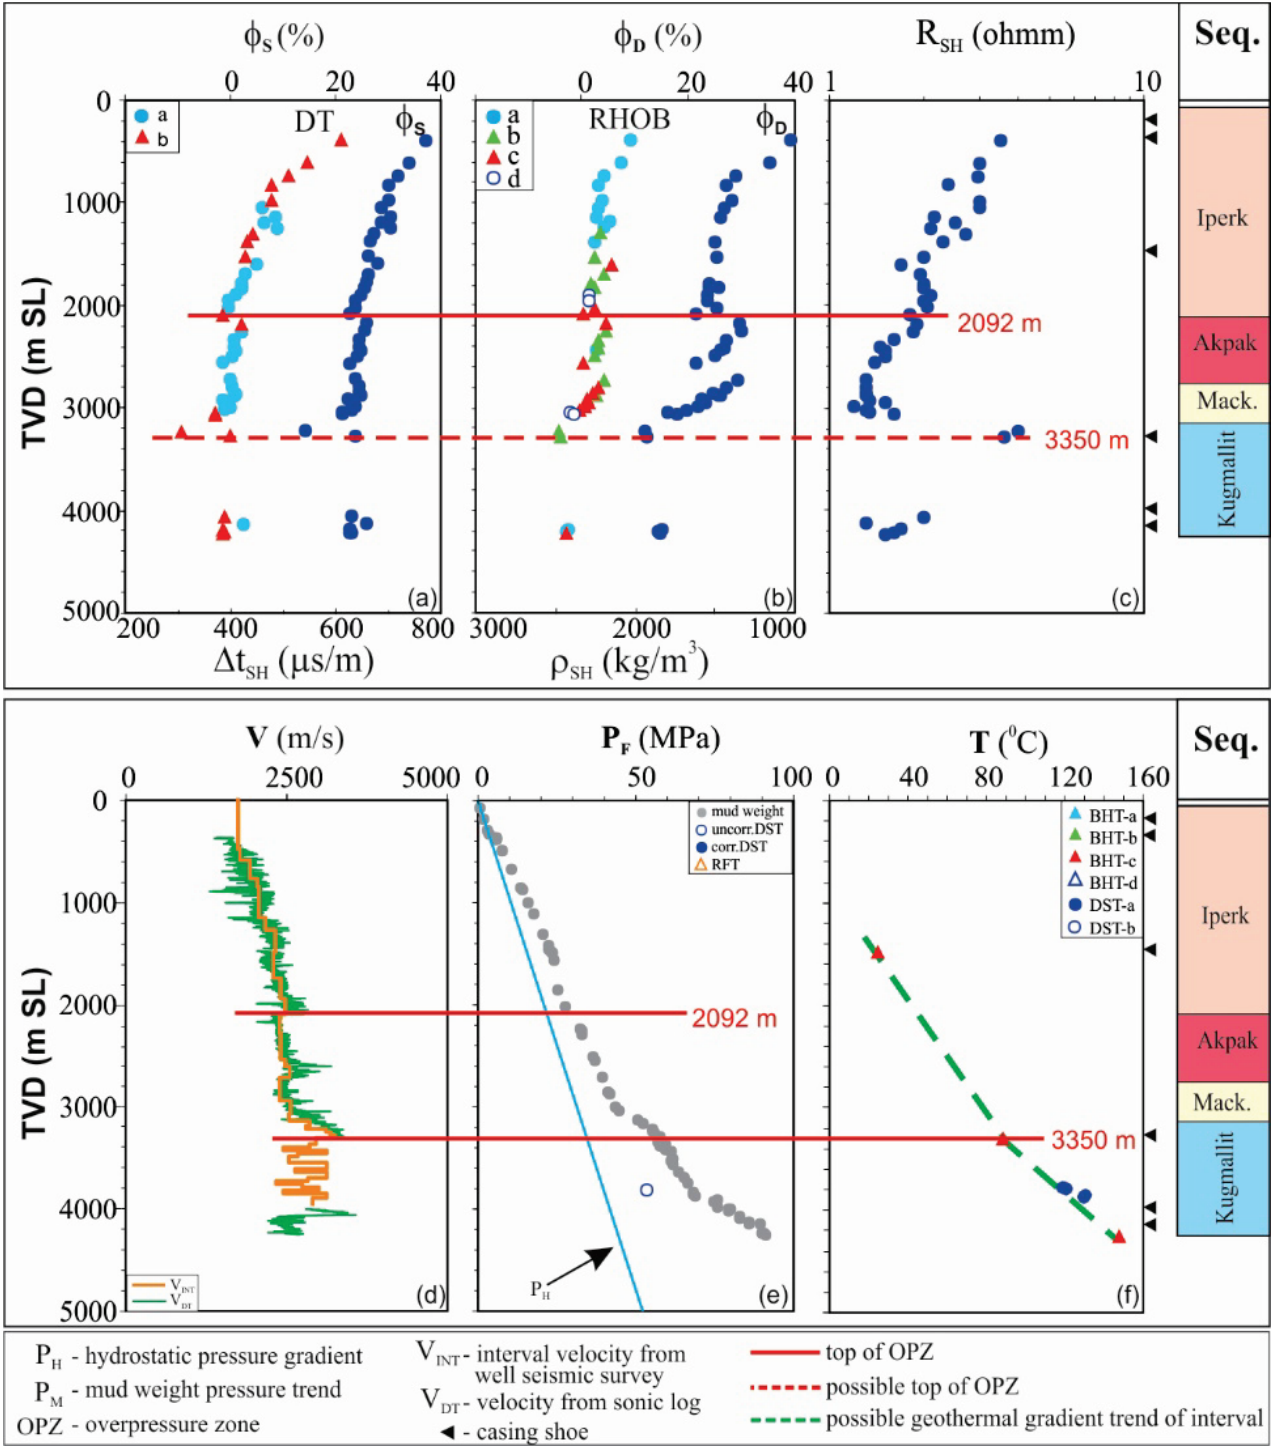 ϕS (%)
ϕD (%)
RSH (ohmm)
Seq.
0 20 40
0 20 40
1 10
0
1000
2000
3000
4000
5000
TVD (m SL)
a
b
DT
ϕS
a
b
c
d
RHOB
ϕD
2092 m
3350 m
Iperk
Akpak
Mack.
Kugmallit
(a)
(b)
(c)
200 400 600 800
3000 2000 1000
ΔtSH (μs/m)
ρSH (kg/m³)
V (m/s)
PF (MPa)
T (⁰C)
Seq.
0 2500 5000
0 50 100
0 40 80 120 160
0
1000
2000
3000
4000
5000
TVD (m SL)
mud weight
uncorr.DST
corr.DST
RFT
BHT-a
BHT-b
BHT-c
BHT-d
DST-a
DST-b
2092 m
3350 m
Iperk
Akpak
Mack.
Kugmallit
PH
VINT
VDT
(d)
(e)
(f)
PH - hydrostatic pressure gradient
PM - mud weight pressure trend
OPZ - overpressure zone
VINT - interval velocity from
well seismic survey
VDT - velocity from sonic log
- casing shoe
top of OPZ
possible top of OPZ
possible geothermal gradient trend of interval